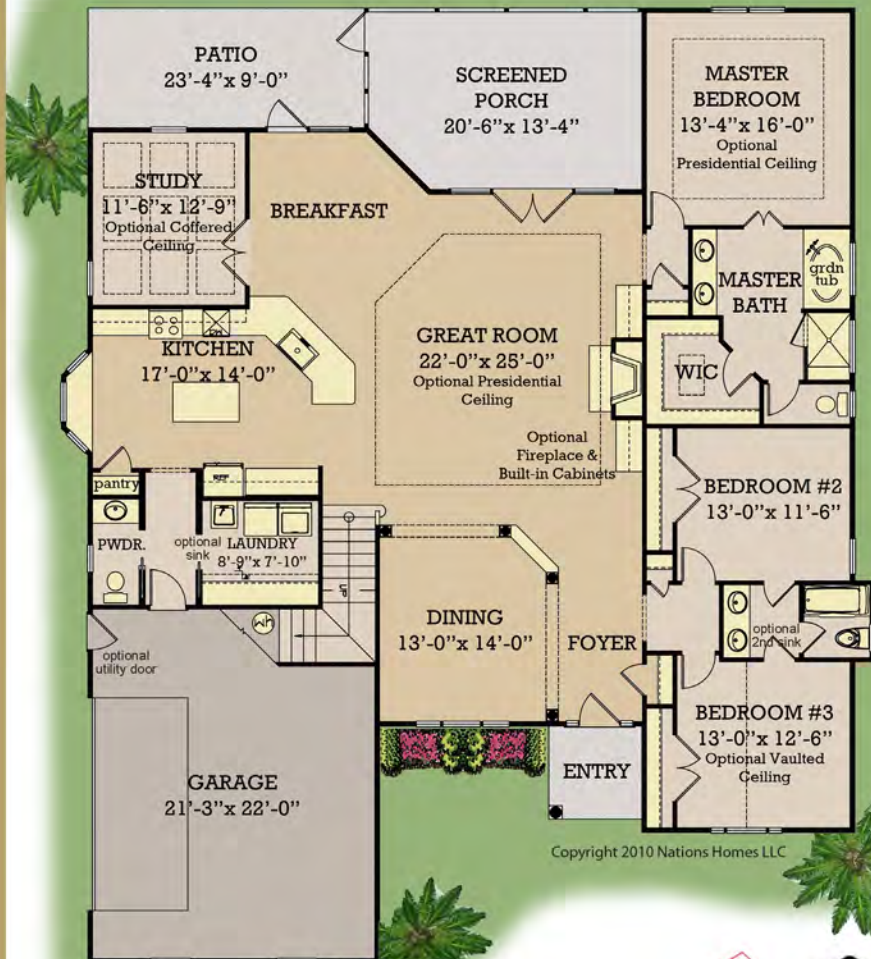 PATIO
23'-4"x 9'-0"
SCREENED
PORCH
20'-6"x 13'-4"
MASTER
BEDROOM
13'-4"x 16'-0"
Optional
Presidential Ceiling
STUDY
11'-6"x 12'-9"
Optional Coffered
Ceiling
BREAKFAST
MASTER
BATH
grdn
tub
KITCHEN
17'-0"x 14'-0"
GREAT ROOM
22'-0"x 25'-0"
Optional Presidential
Ceiling
WIC
Optional
Fireplace &
Built-in Cabinets
REF
pantry
PWDR.
optional
sink
LAUNDRY
8'-9"x 7'-10"
UP
WH
optional
utility door
BEDROOM #2
13'-0"x 11'-6"
DINING
13'-0"x 14'-0"
FOYER
optional
2nd sink
BEDROOM #3
13'-0"x 12'-6"
Optional Vaulted
Ceiling
GARAGE
21'-3"x 22'-0"
ENTRY
Copyright 2010 Nations Homes LLC